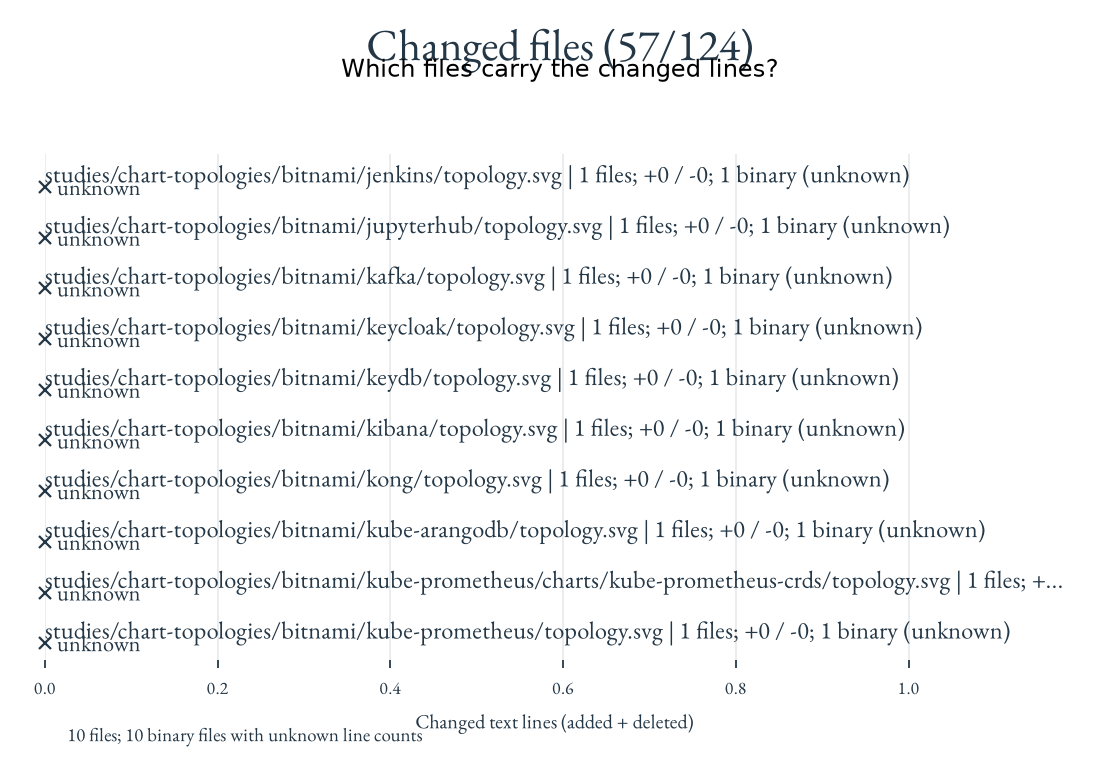 Changed files (57/124)
Which files carry the changed lines?
studies/chart-topologies/bitnami/jenkins/topology.svg | 1 files; +0 / -0; 1 binary (unknown)
unknown
studies/chart-topologies/bitnami/jupyterhub/topology.svg | 1 files; +0 / -0; 1 binary (unknown)
unknown
studies/chart-topologies/bitnami/kafka/topology.svg | 1 files; +0 / -0; 1 binary (unknown)
unknown
studies/chart-topologies/bitnami/keycloak/topology.svg | 1 files; +0 / -0; 1 binary (unknown)
unknown
studies/chart-topologies/bitnami/keydb/topology.svg | 1 files; +0 / -0; 1 binary (unknown)
unknown
studies/chart-topologies/bitnami/kibana/topology.svg | 1 files; +0 / -0; 1 binary (unknown)
unknown
studies/chart-topologies/bitnami/kong/topology.svg | 1 files; +0 / -0; 1 binary (unknown)
unknown
studies/chart-topologies/bitnami/kube-arangodb/topology.svg | 1 files; +0 / -0; 1 binary (unknown)
unknown
studies/chart-topologies/bitnami/kube-prometheus/charts/kube-prometheus-crds/topology.svg | 1 files; +...
unknown
studies/chart-topologies/bitnami/kube-prometheus/topology.svg | 1 files; +0 / -0; 1 binary (unknown)
unknown
0.0 0.2 0.4 0.6 0.8 1.0
Changed text lines (added + deleted)
10 files; 10 binary files with unknown line counts